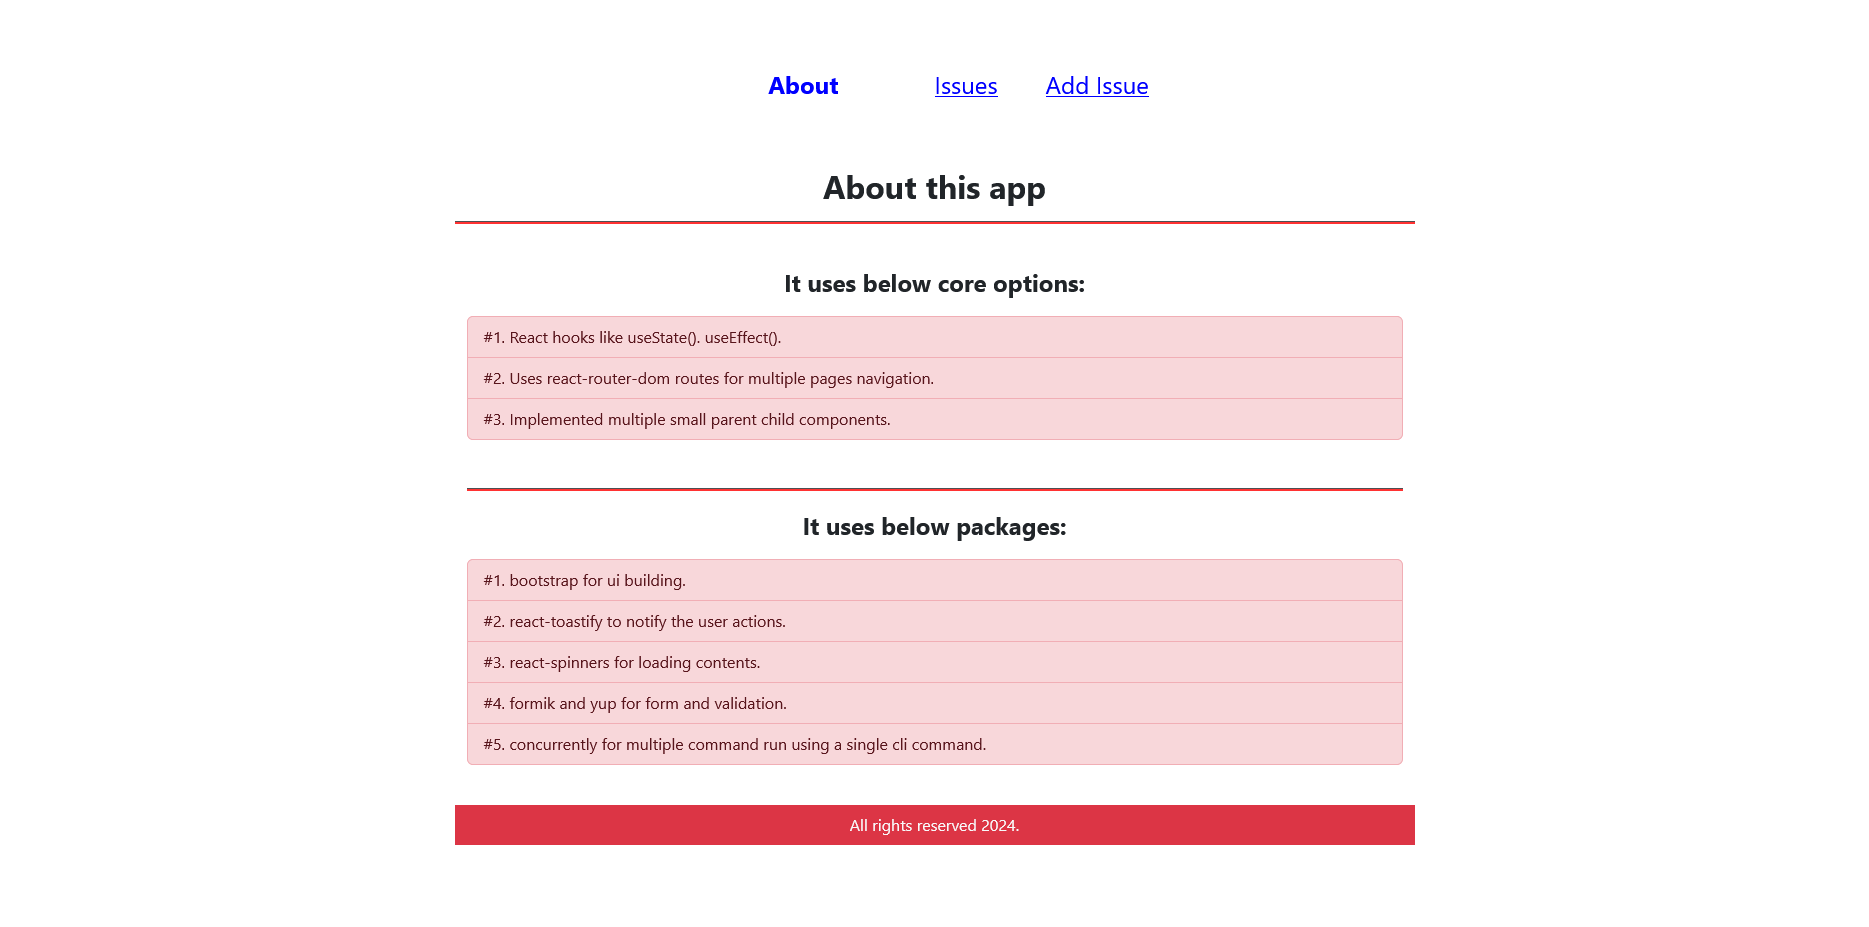 About Issues Add Issue
About this app
It uses below core options:
#1. React hooks like useState(). useEffect().
#2. Uses react-router-dom routes for multiple pages navigation.
#3. Implemented multiple small parent child components.
It uses below packages:
#1. bootstrap for ui building.
#2. react-toastify to notify the user actions.
#3. react-spinners for loading contents.
#4. formik and yup for form and validation.
#5. concurrently for multiple command run using a single cli command.
All rights reserved 2024.